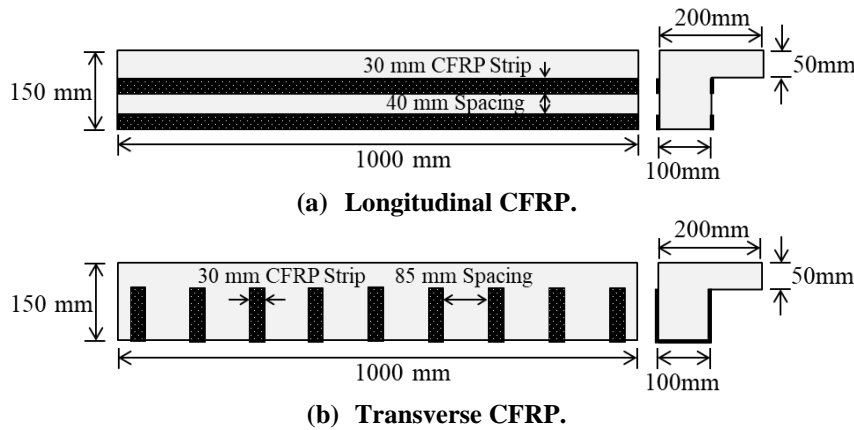 200mm
30 mm CFRP Strip
50mm
150 mm
40 mm Spacing
1000 mm
100mm
(a) Longitudinal CFRP.
200mm
30 mm CFRP Strip 85 mm Spacing
50mm
150 mm
1000 mm
100mm
(b) Transverse CFRP.